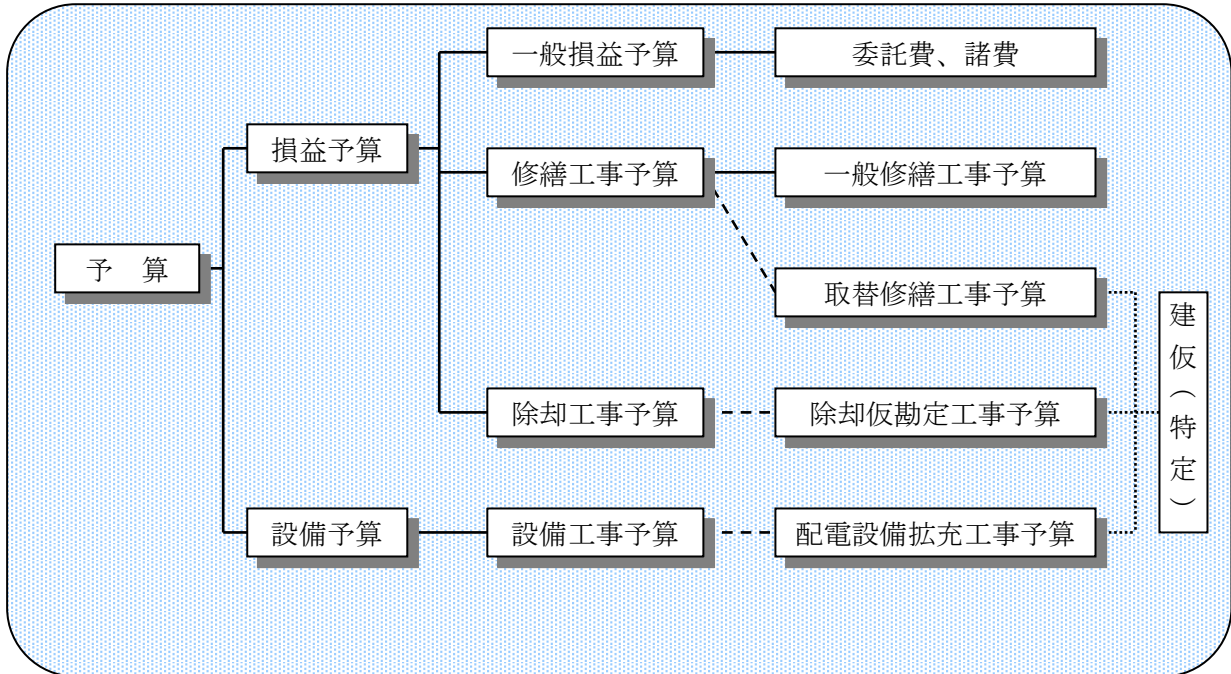 一般損益予算
委託費、諸費
損益予算
修繕工事予算
一般修繕工事予算
予　算
取替修繕工事予算
建仮（特定）
除却工事予算
除却仮勘定工事予算
設備予算
設備工事予算
配電設備拡充工事予算